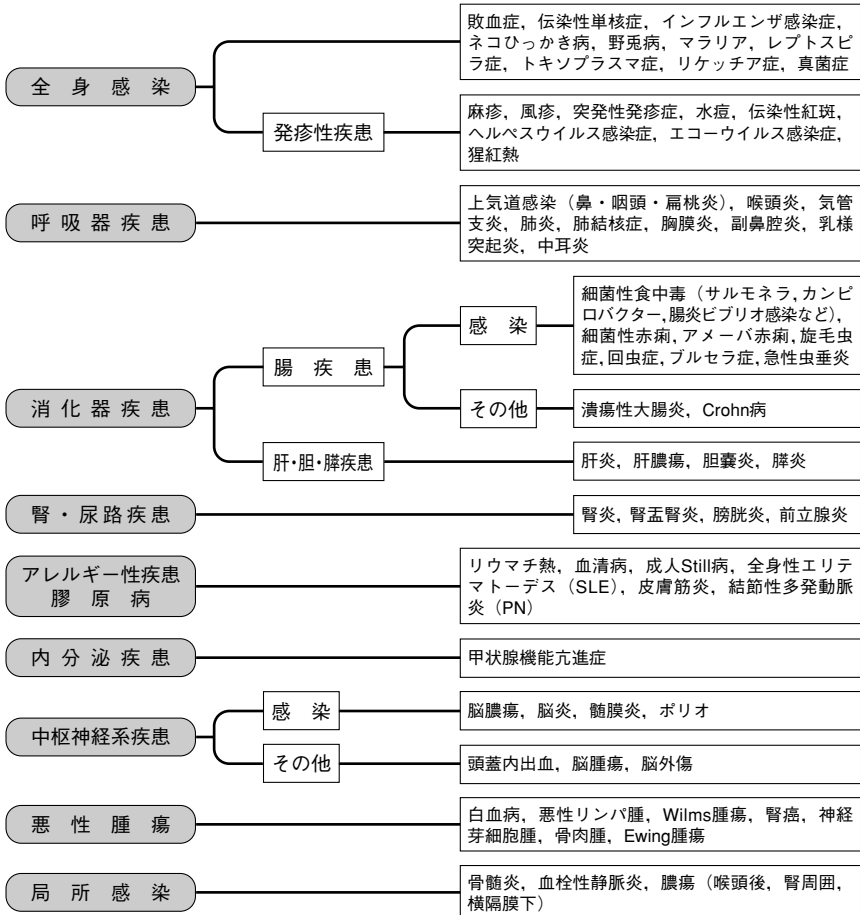 敗血症，伝染性単核症，インフルエンザ感染症，
ネコひっかき病，野兎病，マラリア，レプトスピ
ラ症，トキソプラスマ症，リケッチア症，真菌症
全身感染
発疹性疾患
麻疹，風疹，突発性発疹症，水痘，伝染性紅斑，
ヘルペスウイルス感染症，エコーウイルス感染症，
猩紅熱
呼吸器疾患
上気道感染（鼻・咽頭・扁桃炎），喉頭炎，気管
支炎，肺炎，肺結核症，胸膜炎，副鼻腔炎，乳様
突起炎，中耳炎
消化器疾患
腸疾患
感染
細菌性食中毒（サルモネラ，カンピ
ロバクター，腸炎ビブリオ感染など），
細菌性赤痢，アメーバ赤痢，旋毛虫
症，回虫症，ブルセラ症，急性虫垂炎
その他
潰瘍性大腸炎，Crohn病
肝・胆・膵疾患
肝炎，肝膿瘍，胆嚢炎，膵炎
腎・尿路疾患
腎炎，腎盂腎炎，膀胱炎，前立腺炎
アレルギー性疾患
膠原病
リウマチ熱，血清病，成人Still病，全身性エリテ
マトーデス（SLE），皮膚筋炎，結節性多発動脈
炎（PN）
内分泌疾患
甲状腺機能亢進症
中枢神経系疾患
感染
脳膿瘍，脳炎，髄膜炎，ポリオ
その他
頭蓋内出血，脳腫瘍，脳外傷
悪性腫瘍
白血病，悪性リンパ腫，Wilms腫瘍，腎癌，神経
芽細胞腫，骨肉腫，Ewing腫瘍
局所感染
骨髄炎，血栓性静脈炎，膿瘍（喉頭後，腎周囲，
横隔膜下）